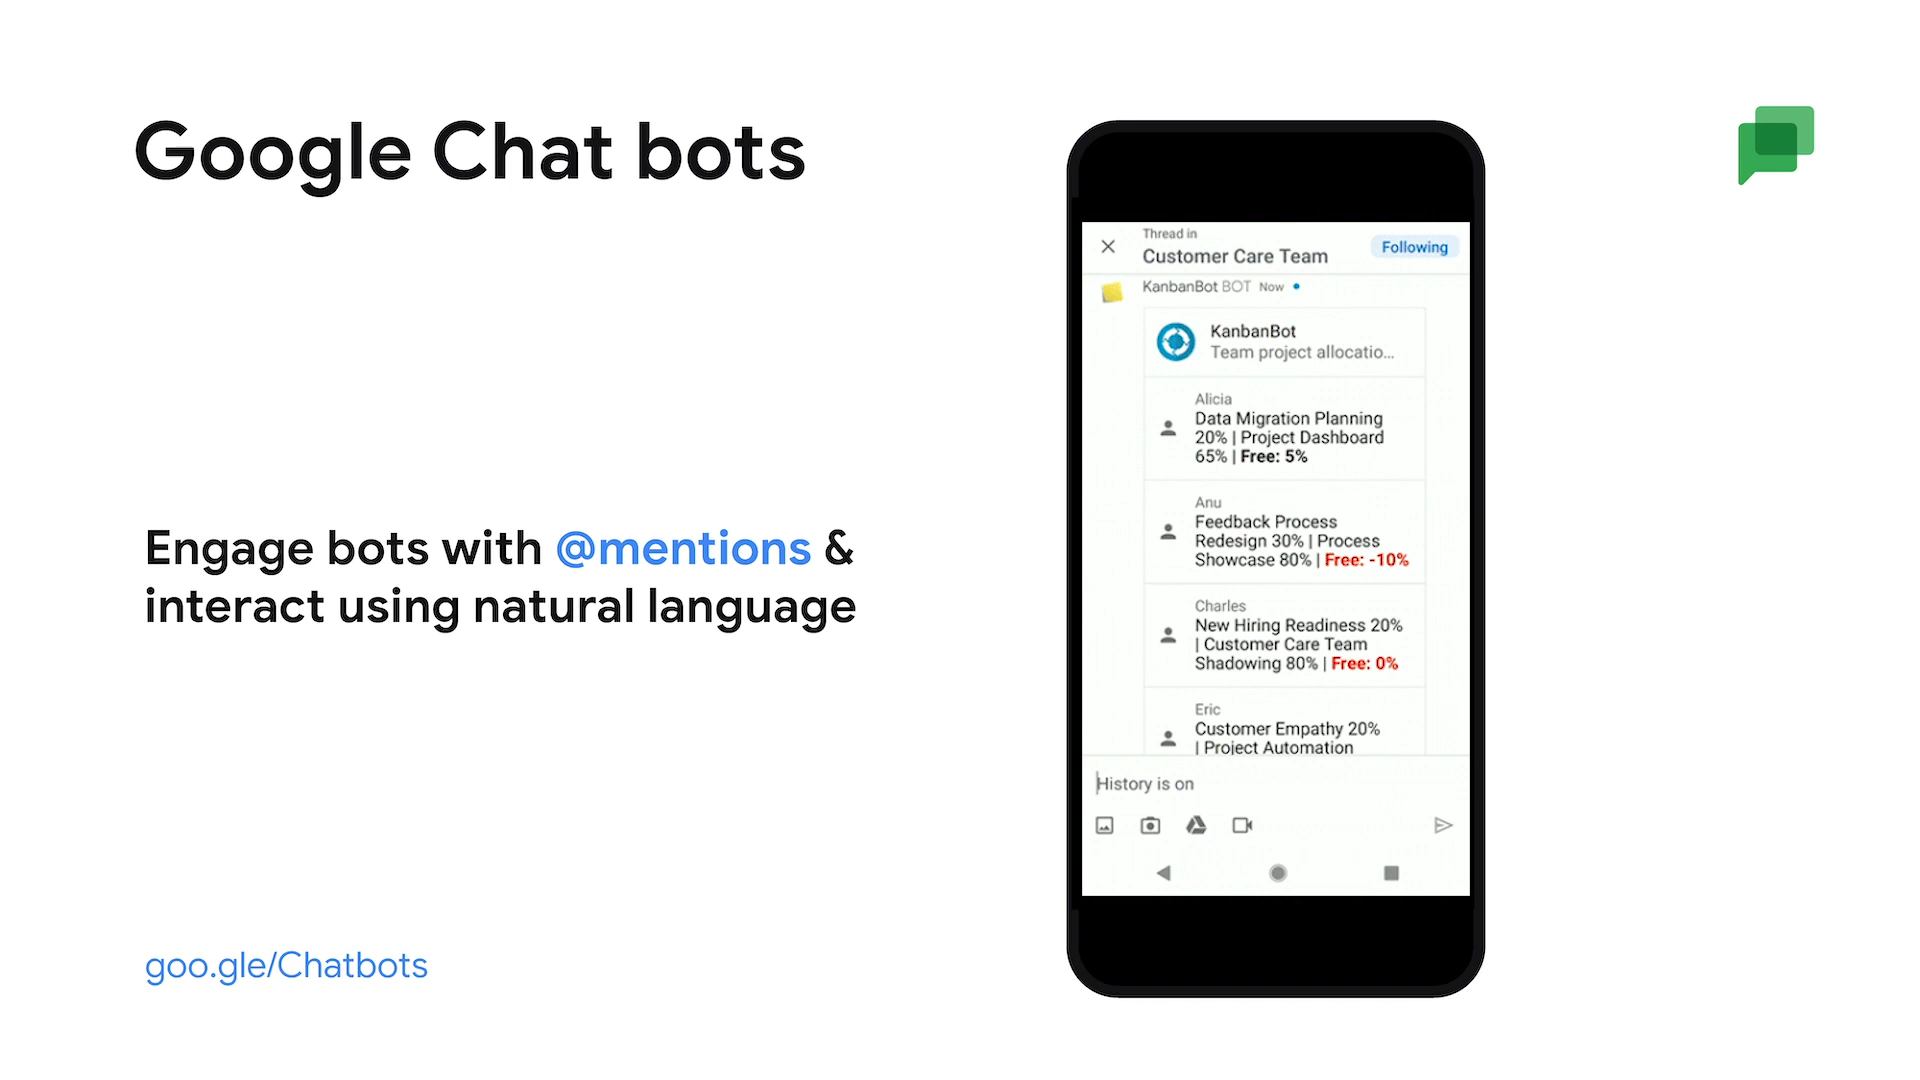 Google Chat bots
Engage bots with @mentions &
interact using natural language
goo.gle/Chatbots
Thread in
Customer Care Team
Following
KanbanBot BOT Now
KanbanBot
Team project allocatio...
Alicia
Data Migration Planning
20% | Project Dashboard
65% | Free: 5%
Anu
Feedback Process
Redesign 30% | Process
Showcase 80% | Free: -10%
Charles
New Hiring Readiness 20%
| Customer Care Team
Shadowing 80% | Free: 0%
Eric
Customer Empathy 20%
| Project Automation
History is on